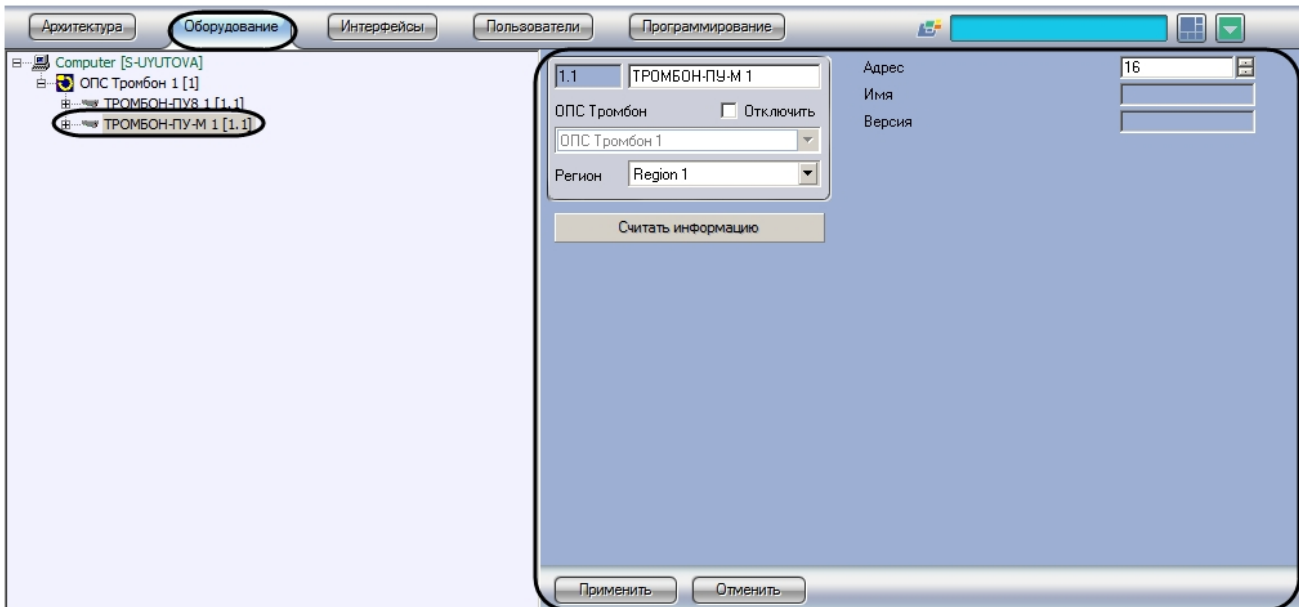 Архитектура Оборудование Интерфейсы Пользователи Программирование
Computer [S-UYUTOVA]
ОПС Тромбон 1 [1]
ТРОМБОН-ПУ8 1 [1.1]
ТРОМБОН-ПУ-М 1 [1.1]
1.1 ТРОМБОН-ПУ-М 1
ОПС Тромбон Отключить
ОПС Тромбон 1
Регион Region 1
Считать информацию
Адрес 16
Имя
Версия
Применить Отменить